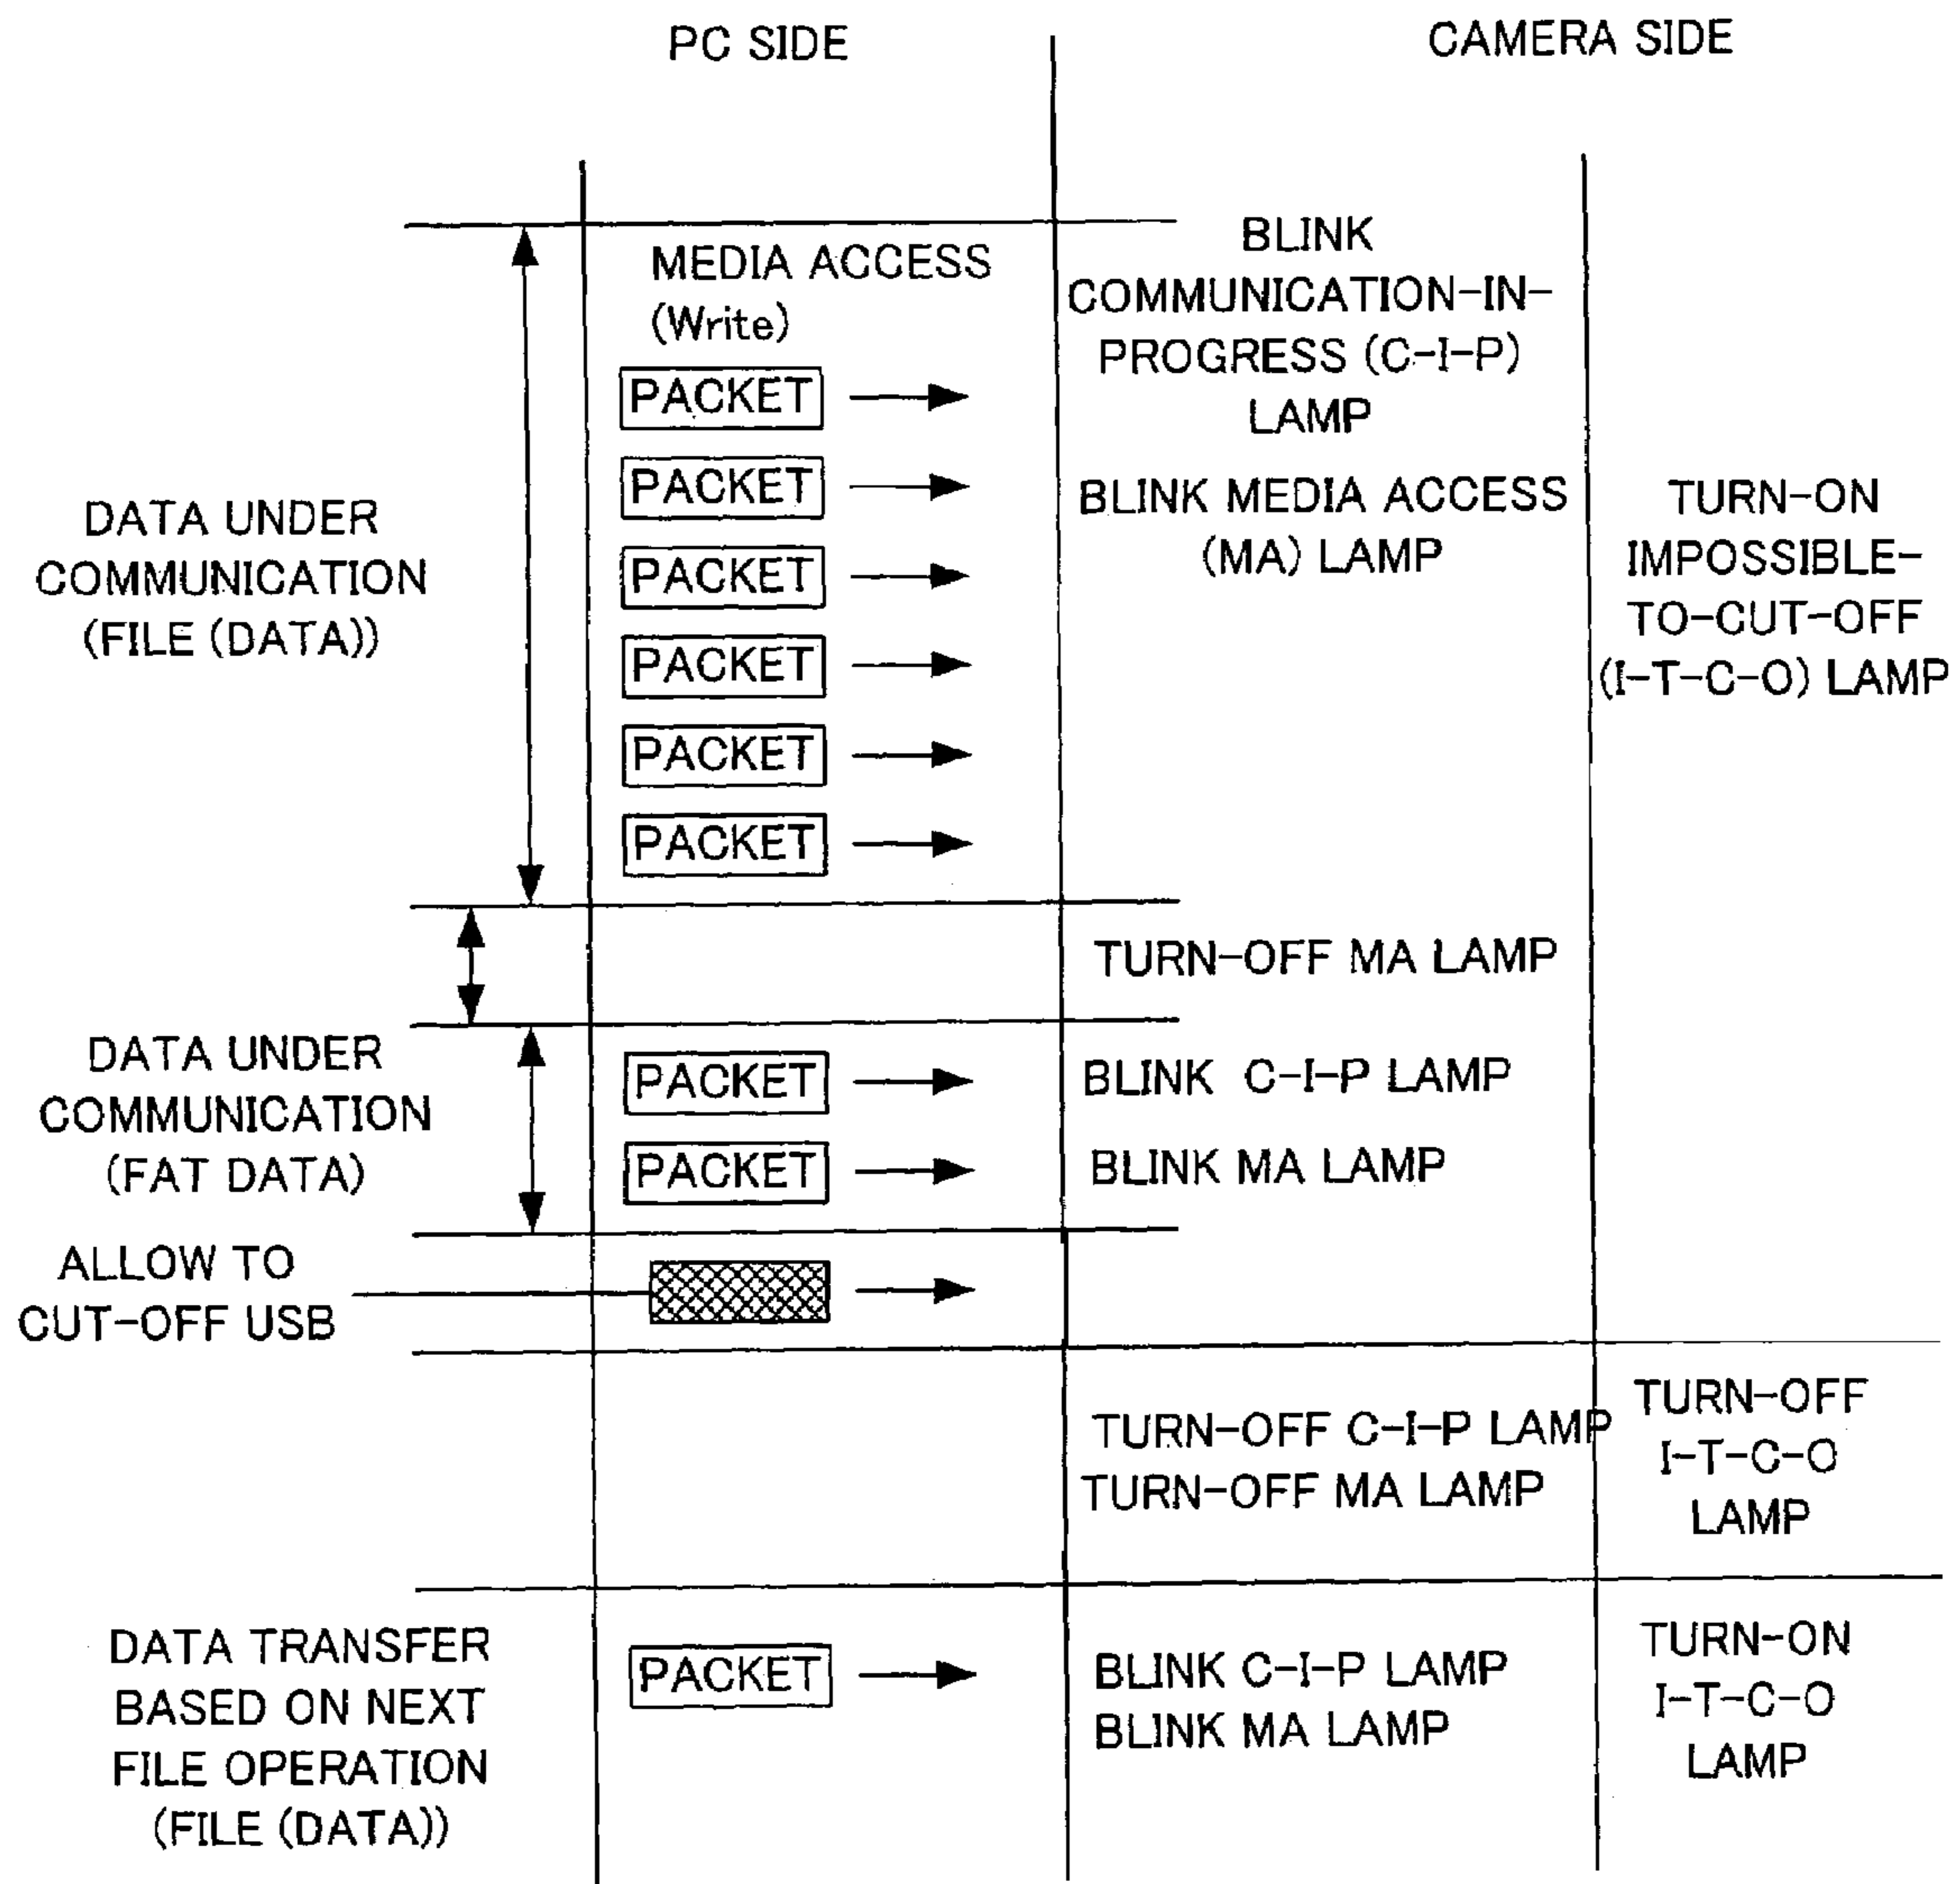 PC SIDE
CAMERA SIDE
MEDIA ACCESS
(Write)
BLINK
COMMUNICATION-IN-
PROGRESS (C-I-P)
LAMP
PACKET
PACKET
PACKET
PACKET
PACKET
PACKET
DATA UNDER
COMMUNICATION
(FILE (DATA))
BLINK MEDIA ACCESS
(MA) LAMP
TURN-ON
IMPOSSIBLE-
TO-CUT-OFF
(I-T-C-O) LAMP
TURN-OFF MA LAMP
DATA UNDER
COMMUNICATION
(FAT DATA)
PACKET
PACKET
BLINK C-I-P LAMP
BLINK MA LAMP
ALLOW TO
CUT-OFF USB
TURN-OFF C-I-P LAMP
TURN-OFF MA LAMP
TURN-OFF
I-T-C-O
LAMP
DATA TRANSFER
BASED ON NEXT
FILE OPERATION
(FILE (DATA))
PACKET
BLINK C-I-P LAMP
BLINK MA LAMP
TURN-ON
I-T-C-O
LAMP